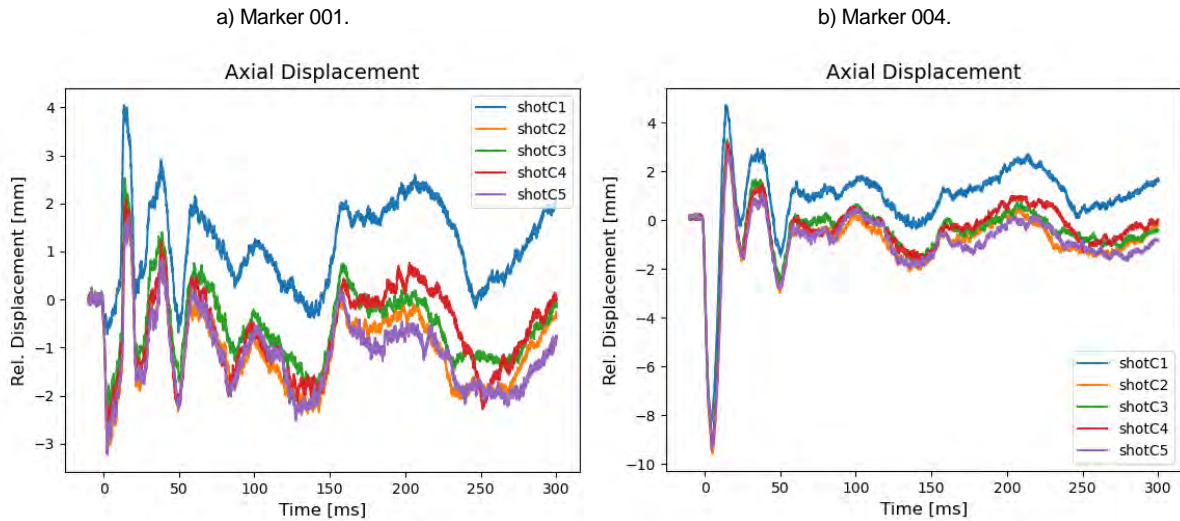 a) Marker 001.
Axial Displacement
4
3
2
1
0
−1
−2
−3
Rel. Displacement [mm]
shotC1
shotC2
shotC3
shotC4
shotC5
0
50
100
150
200
250
300
Time [ms]
b) Marker 004.
Axial Displacement
4
2
0
−2
−4
−6
−8
−10
Rel. Displacement [mm]
shotC1
shotC2
shotC3
shotC4
shotC5
0
50
100
150
200
250
300
Time [ms]